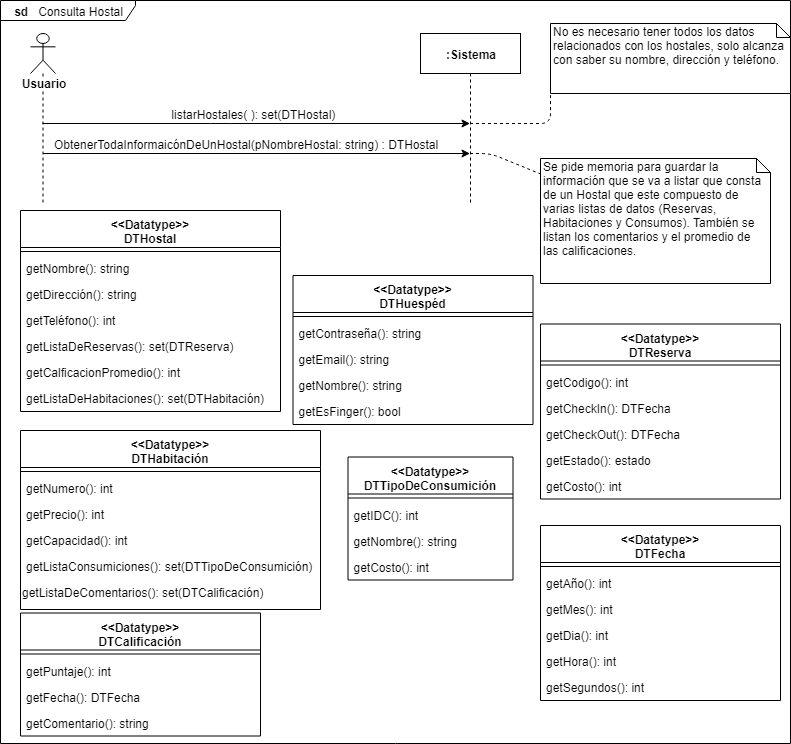 sd Consulta Hostal
No es necesario tener todos los datos
relacionados con los hostales, solo alcanza
con saber su nombre, dirección y teléfono.
:Sistema
Usuario
listarHostales( ): set(DTHostal)
ObtenerTodaInformaicónDeUnHostal(pNombreHostal: string) : DTHostal
Se pide memoria para guardar la
información que se va a listar que consta
de un Hostal que este compuesto de
varias listas de datos (Reservas,
Habitaciones y Consumos). También se
listan los comentarios y el promedio de
las calificaciones.
<<Datatype>>
DTHostal
getNombre(): string
getDirección(): string
getTeléfono(): int
getListaDeReservas(): set(DTReserva)
getCalficacionPromedio(): int
getListaDeHabitaciones(): set(DTHabitación)
<<Datatype>>
DTHuespéd
getContraseña(): string
getEmail(): string
getNombre(): string
getEsFinger(): bool
<<Datatype>>
DTReserva
getCodigo(): int
getCheckIn(): DTFecha
getCheckOut(): DTFecha
getEstado(): estado
getCosto(): int
<<Datatype>>
DTHabitación
getNumero(): int
getPrecio(): int
getCapacidad(): int
getListaConsumiciones(): set(DTTipoDeConsumición)
getListaDeComentarios(): set(DTCalificación)
<<Datatype>>
DTTipoDeConsumición
getIDC(): int
getNombre(): string
getCosto(): int
<<Datatype>>
DTFecha
getAño(): int
getMes(): int
getDia(): int
getHora(): int
getSegundos(): int
<<Datatype>>
DTCalificación
getPuntaje(): int
getFecha(): DTFecha
getComentario(): string